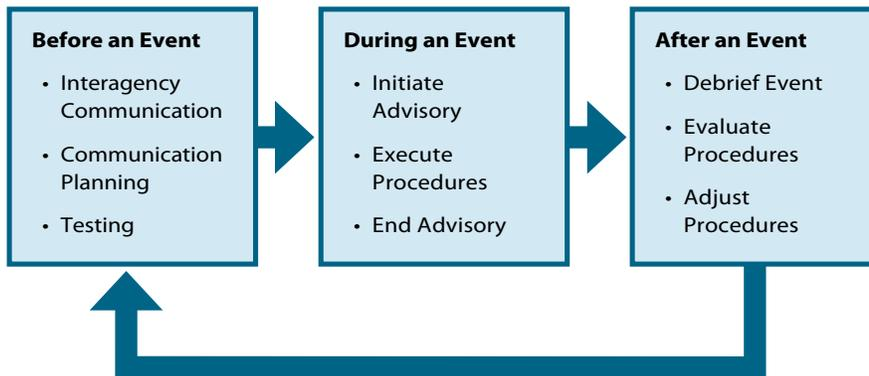 Before an Event
• Interagency
Communication
• Communication
Planning
• Testing
During an Event
• Initiate
Advisory
• Execute
Procedures
• End Advisory
After an Event
• Debrief Event
• Evaluate
Procedures
• Adjust
Procedures